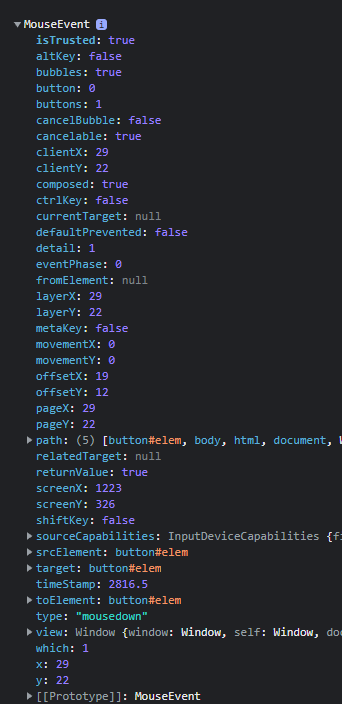 MouseEvent i
isTrusted: true
altKey: false
bubbles: true
button: 0
buttons: 1
cancelBubble: false
cancelable: true
clientX: 29
clientY: 22
composed: true
ctrlKey: false
currentTarget: null
defaultPrevented: false
detail: 1
eventPhase: 0
fromElement: null
layerX: 29
layerY: 22
metaKey: false
movementX: 0
movementY: 0
offsetX: 19
offsetY: 12
pageX: 29
pageY: 22
path: (5) [button#elem, body, html, document, W
relatedTarget: null
returnValue: true
screenX: 1223
screenY: 326
shiftKey: false
sourceCapabilities: InputDeviceCapabilities {fi
srcElement: button#elem
target: button#elem
timeStamp: 2816.5
toElement: button#elem
type: "mousedown"
view: Window {window: Window, self: Window, doc
which: 1
x: 29
y: 22
[[Prototype]]: MouseEvent